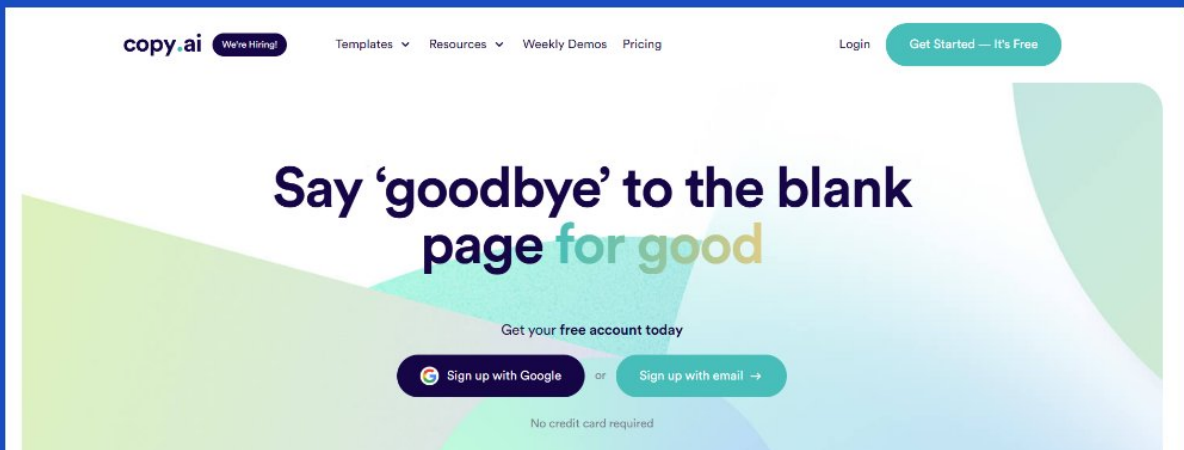 copy.ai We're Hiring! Templates Resources Weekly Demos Pricing Login Get Started — It's Free
Say ‘goodbye’ to the blank
page for good
Get your free account today
Sign up with Google or Sign up with email →
No credit card required